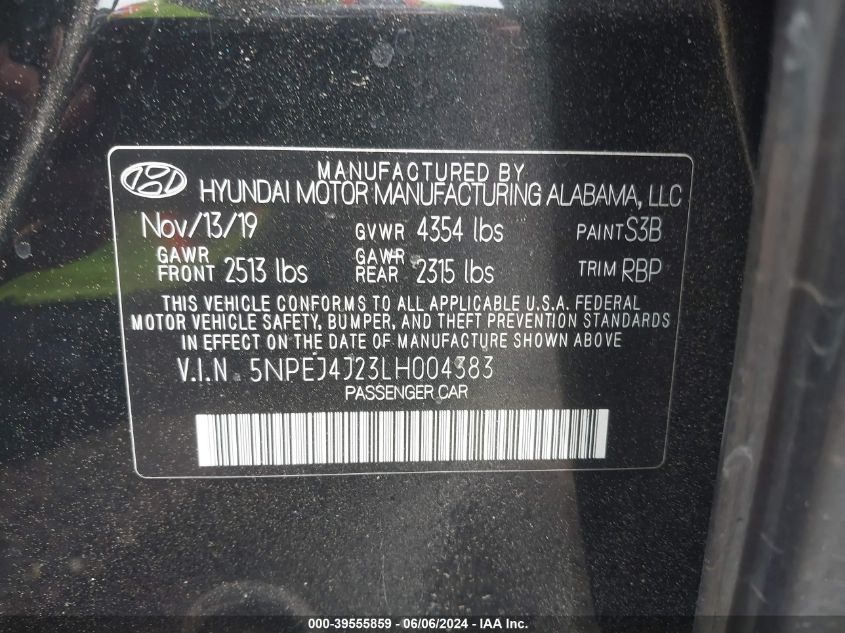 MANUFACTURED BY
HYUNDAI MOTOR MANUFACTURING ALABAMA, LLC
Nov/13/19 GVWR 4354 lbs PAINT S3B
GAWR FRONT 2513 lbs GAWR REAR 2315 lbs TRIM RBP
THIS VEHICLE CONFORMS TO ALL APPLICABLE U.S.A. FEDERAL
MOTOR VEHICLE SAFETY, BUMPER, AND THEFT PREVENTION STANDARDS
IN EFFECT ON THE DATE OF MANUFACTURE SHOWN ABOVE
V.I.N. 5NPEJ4J23LH004383
PASSENGER CAR
000-39555859 - 06/06/2024 - IAA Inc.